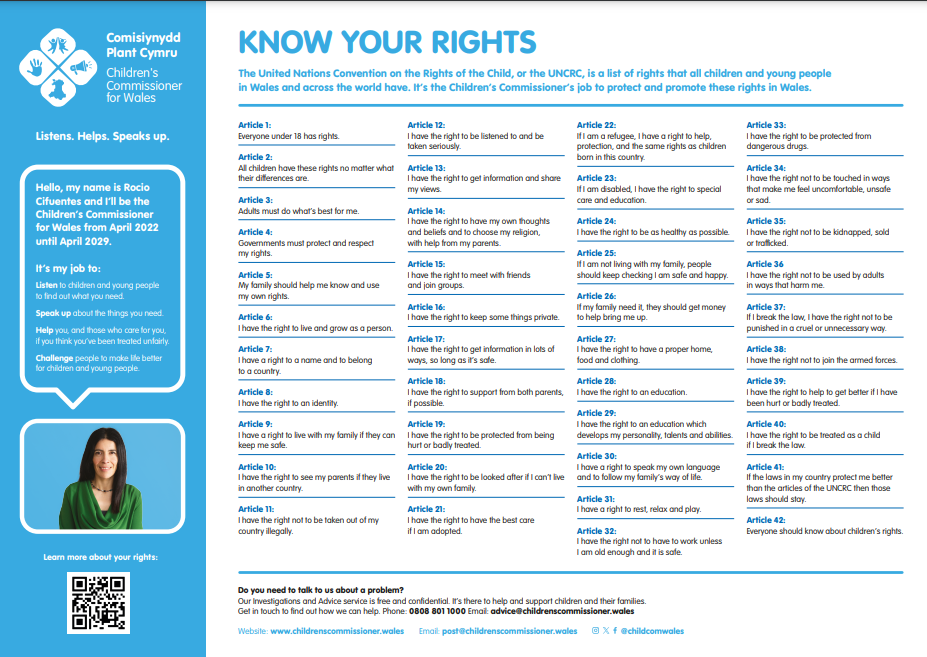 Comisiynydd
Plant Cymru
Children's
Commissioner
for Wales
Listens. Helps. Speaks up.
Hello, my name is Rocio
Cifuentes and I'll be the
Children's Commissioner
for Wales from April 2022
until April 2029.
It's my job to:
Listen to children and young people
to find out what you need.
Speak up about the things you need.
Help you, and those who care for you,
if you think you've been treated unfairly.
Challenge people to make life better
for children and young people.
Learn more about your rights:
KNOW YOUR RIGHTS
The United Nations Convention on the Rights of the Child, or the UNCRC, is a list of rights that all children and young people
in Wales and across the world have. It's the Children's Commissioner's job to protect and promote these rights in Wales.
Article 1:
Everyone under 18 has rights.
Article 2:
All children have these rights no matter what
their differences are.
Article 3:
Adults must do what's best for me.
Article 4:
Governments must protect and respect
my rights.
Article 5:
My family should help me know and use
my own rights.
Article 6:
I have the right to live and grow as a person.
Article 7:
I have a right to a name and to belong
to a country.
Article 8:
I have the right to an identity.
Article 9:
I have a right to live with my family if they can
keep me safe.
Article 10:
I have the right to see my parents if they live
in another country.
Article 11:
I have the right not to be taken out of my
country illegally.
Article 12:
I have the right to be listened to and be
taken seriously.
Article 13:
I have the right to get information and share
my views.
Article 14:
I have the right to have my own thoughts
and beliefs and to choose my religion,
with help from my parents.
Article 15:
I have the right to meet with friends
and join groups.
Article 16:
I have the right to keep some things private.
Article 17:
I have the right to get information in lots of
ways, so long as it's safe.
Article 18:
I have the right to support from both parents,
if possible.
Article 19:
I have the right to be protected from being
hurt or badly treated.
Article 20:
I have the right to be looked after if I can't live
with my own family.
Article 21:
I have the right to have the best care
if I am adopted.
Article 22:
If I am a refugee, I have a right to help,
protection, and the same rights as children
born in this country.
Article 23:
If I am disabled, I have the right to special
care and education.
Article 24:
I have the right to be as healthy as possible.
Article 25:
If I am not living with my family, people
should keep checking I am safe and happy.
Article 26:
If my family need it, they should get money
to help bring me up.
Article 27:
I have the right to have a proper home,
food and clothing.
Article 28:
I have the right to an education.
Article 29:
I have the right to an education which
develops my personality, talents and abilities.
Article 30:
I have a right to speak my own language
and to follow my family's way of life.
Article 31:
I have a right to rest, relax and play.
Article 32:
I have the right not to have to work unless
I am old enough and it is safe.
Article 33:
I have the right to be protected from
dangerous drugs.
Article 34:
I have the right not to be touched in ways
that make me feel uncomfortable, unsafe
or sad.
Article 35:
I have the right not to be kidnapped, sold
or trafficked.
Article 36
I have the right not to be used by adults
in ways that harm me.
Article 37:
If I break the law, I have the right not to be
punished in a cruel or unnecessary way.
Article 38:
I have the right not to join the armed forces.
Article 39:
I have the right to help to get better if I have
been hurt or badly treated.
Article 40:
I have the right to be treated as a child
if I break the law.
Article 41:
If the laws in my country protect me better
than the articles of the UNCRC then those
laws should stay.
Article 42:
Everyone should know about children's rights.
Do you need to talk to us about a problem?
Our Investigations and Advice service is free and confidential. It's there to help and support children and their families.
Get in touch to find out how we can help. Phone: 0808 801 1000 Email: advice@childrenscommissioner.wales
Website: www.childrenscommissioner.wales Email: post@childrenscommissioner.wales @childcomwales